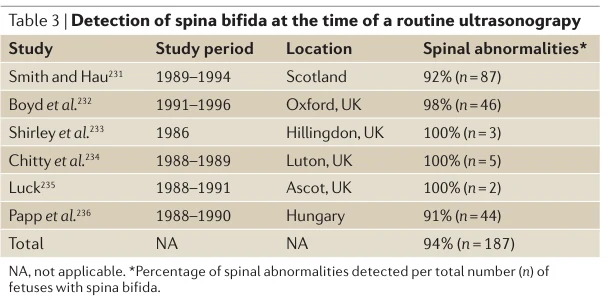 Table 3 | Detection of spina bifida at the time of a routine ultrasonograpy
Study Study period Location Spinal abnormalities*
Smith and Hau231 1989–1994 Scotland 92% (n = 87)
Boyd et al.232 1991–1996 Oxford, UK 98% (n = 46)
Shirley et al.233 1986 Hillingdon, UK 100% (n = 3)
Chitty et al.234 1988–1989 Luton, UK 100% (n = 5)
Luck235 1988–1991 Ascot, UK 100% (n = 2)
Papp et al.236 1988–1990 Hungary 91% (n = 44)
Total NA NA 94% (n = 187)
NA, not applicable. *Percentage of spinal abnormalities detected per total number (n) of
fetuses with spina bifida.